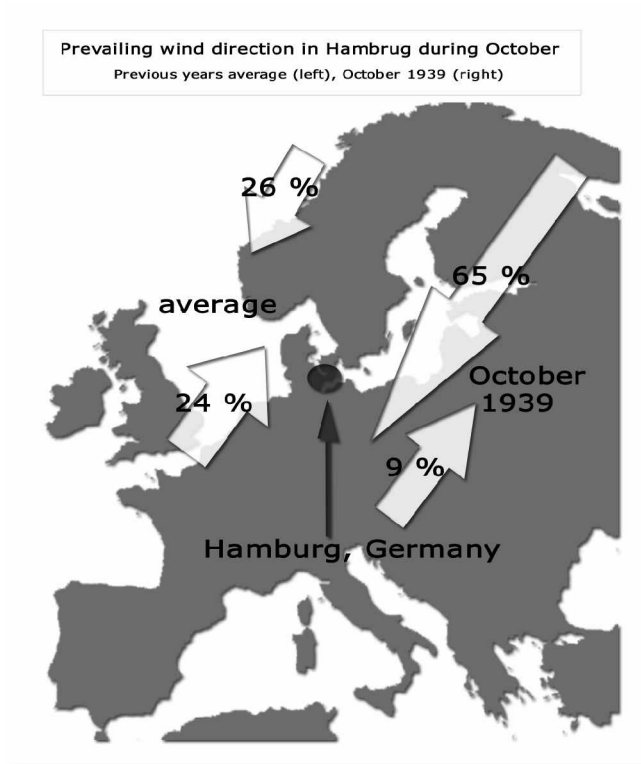 Prevailing wind direction in Hambrug during October
Previous years average (left), October 1939 (right)
26 %
65 %
average
October
1939
24 %
9 %
Hamburg, Germany